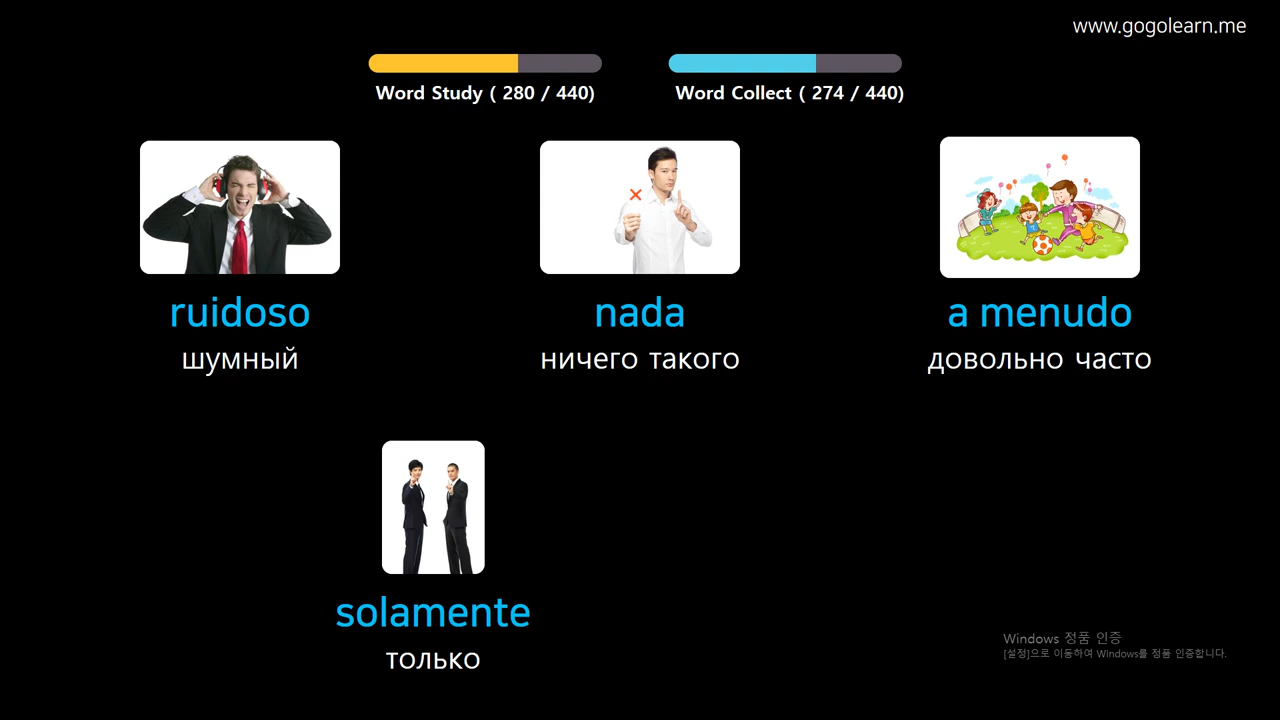 www.gogolearn.me
Word Study ( 280 / 440)
Word Collect ( 274 / 440)
ruidoso
шумный
nada
ничего такого
a menudo
довольно часто
solamente
только
Windows 정품 인증
[설정]으로 이동하여 Windows를 정품 인증합니다.